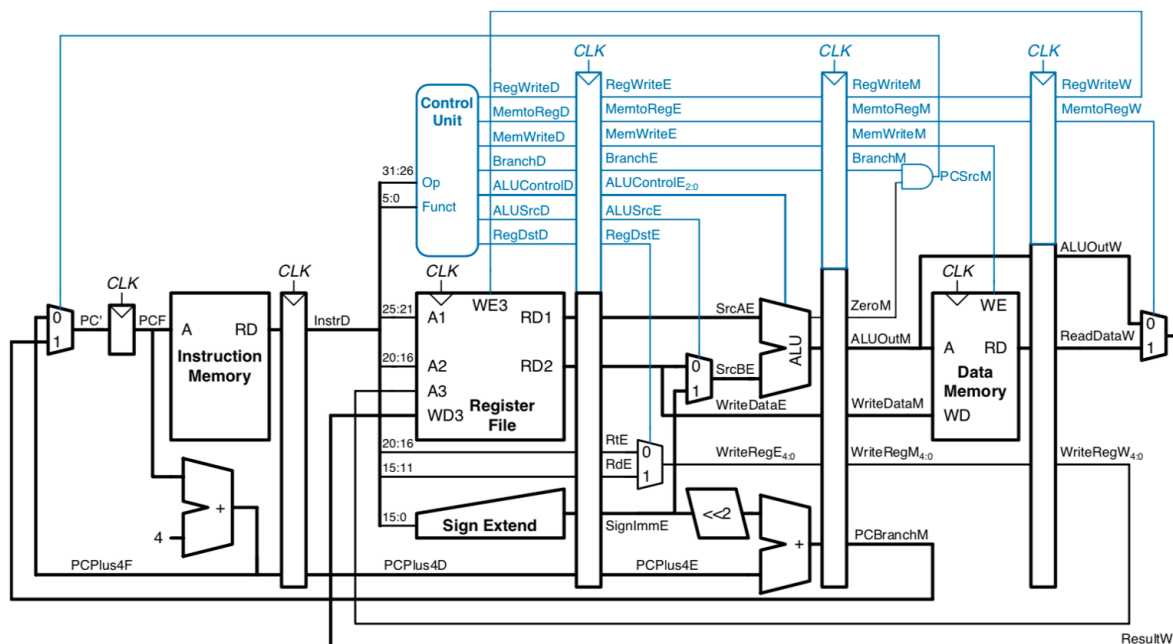 CLK
CLK
CLK
Control
Unit
RegWriteD
RegWriteE
RegWriteM
RegWriteW
MemtoRegD
MemtoRegE
MemtoRegM
MemtoRegW
MemWriteD
MemWriteE
MemWriteM
BranchD
BranchE
BranchM
PCSrcM
31:26
Op
ALUControlD
ALUControlE2:0
5:0
Funct
ALUSrcD
ALUSrcE
RegDstD
RegDstE
ALUOutW
CLK
CLK
CLK
CLK
0
1
PC'
PCF
A
RD
Instruction
Memory
InstrD
25:21
A1
WE3
RD1
SrcAE
ZeroM
WE
0
1
20:16
A2
RD2
0
1
SrcBE
ALU
ALUOutM
A
RD
ReadDataW
A3
Data
Memory
WD3
Register
File
WriteDataE
WriteDataM
WD
20:16
RtE
0
15:11
RdE
1
WriteRegE4:0
WriteRegM4:0
WriteRegW4:0
+
4
15:0
Sign Extend
SignImmE
<<2
+
PCBranchM
PCPlus4F
PCPlus4D
PCPlus4E
ResultW